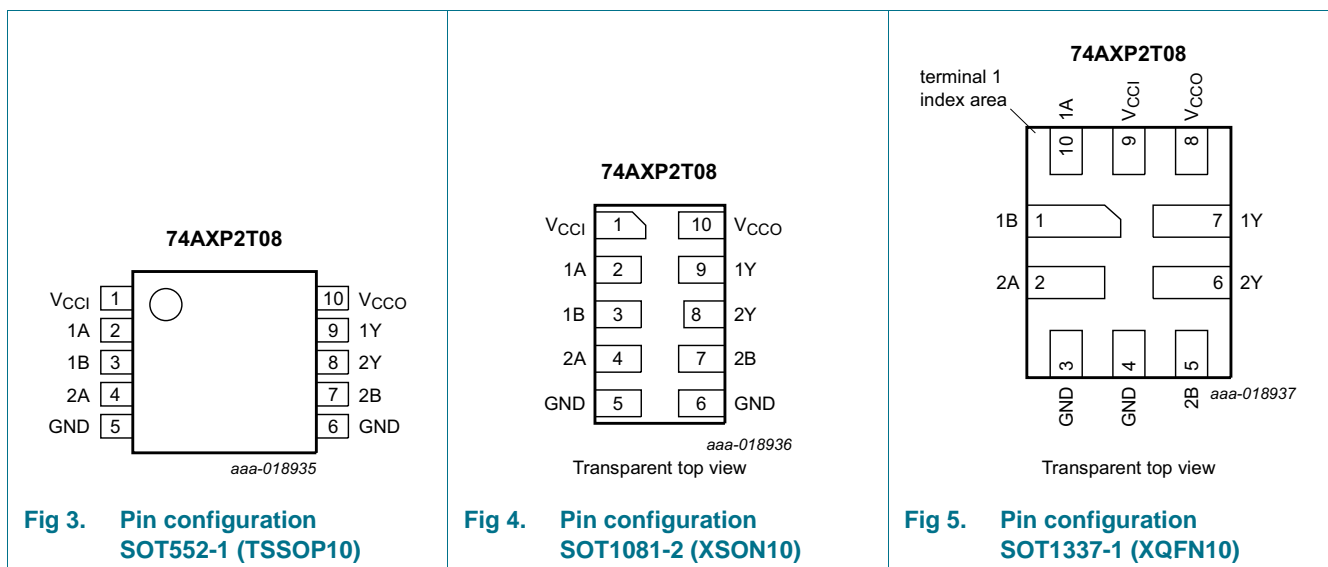 74AXP2T08
VCCI 1
10 VCCO
1A 2
9 1Y
1B 3
8 2Y
2A 4
7 2B
GND 5
6 GND
aaa-018935
Fig 3. Pin configuration
SOT552-1 (TSSOP10)
74AXP2T08
VCCI 1
10 VCCO
1A 2
9 1Y
1B 3
8 2Y
2A 4
7 2B
GND 5
6 GND
aaa-018936
Transparent top view
Fig 4. Pin configuration
SOT1081-2 (XSON10)
74AXP2T08
terminal 1
index area
1A
VCCI
VCCO
10
9
8
1B 1
7 1Y
2A 2
6 2Y
3
4
5
GND
GND
2B
aaa-018937
Transparent top view
Fig 5. Pin configuration
SOT1337-1 (XQFN10)